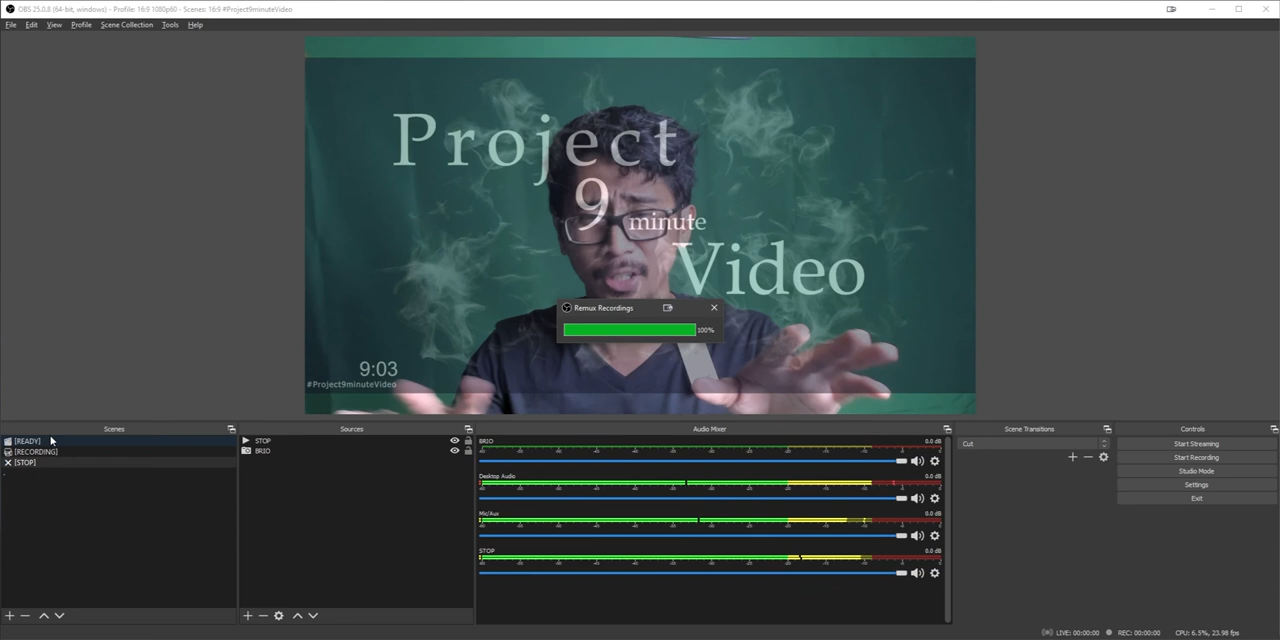 OBS 25.0.8 (64-bit, windows) - Profile: 16:9 1080p60 - Scenes: 16:9 #Project9minuteVideo
File Edit View Profile Scene Collection Tools Help
Project
9 minute
Video
Remux Recordings
100%
9:03
#Project9minuteVideo
Scenes
[READY]
[RECORDING]
[STOP]
Sources
STOP
BRIO
Audio Mixer
BRIO 0.0 dB
Desktop Audio 0.0 dB
Mic/Aux 0.0 dB
STOP 0.0 dB
Scene Transitions
Cut
Controls
Start Streaming
Start Recording
Studio Mode
Settings
Exit
LIVE: 00:00:00 REC: 00:00:00 CPU: 6.5%, 23.98 fps